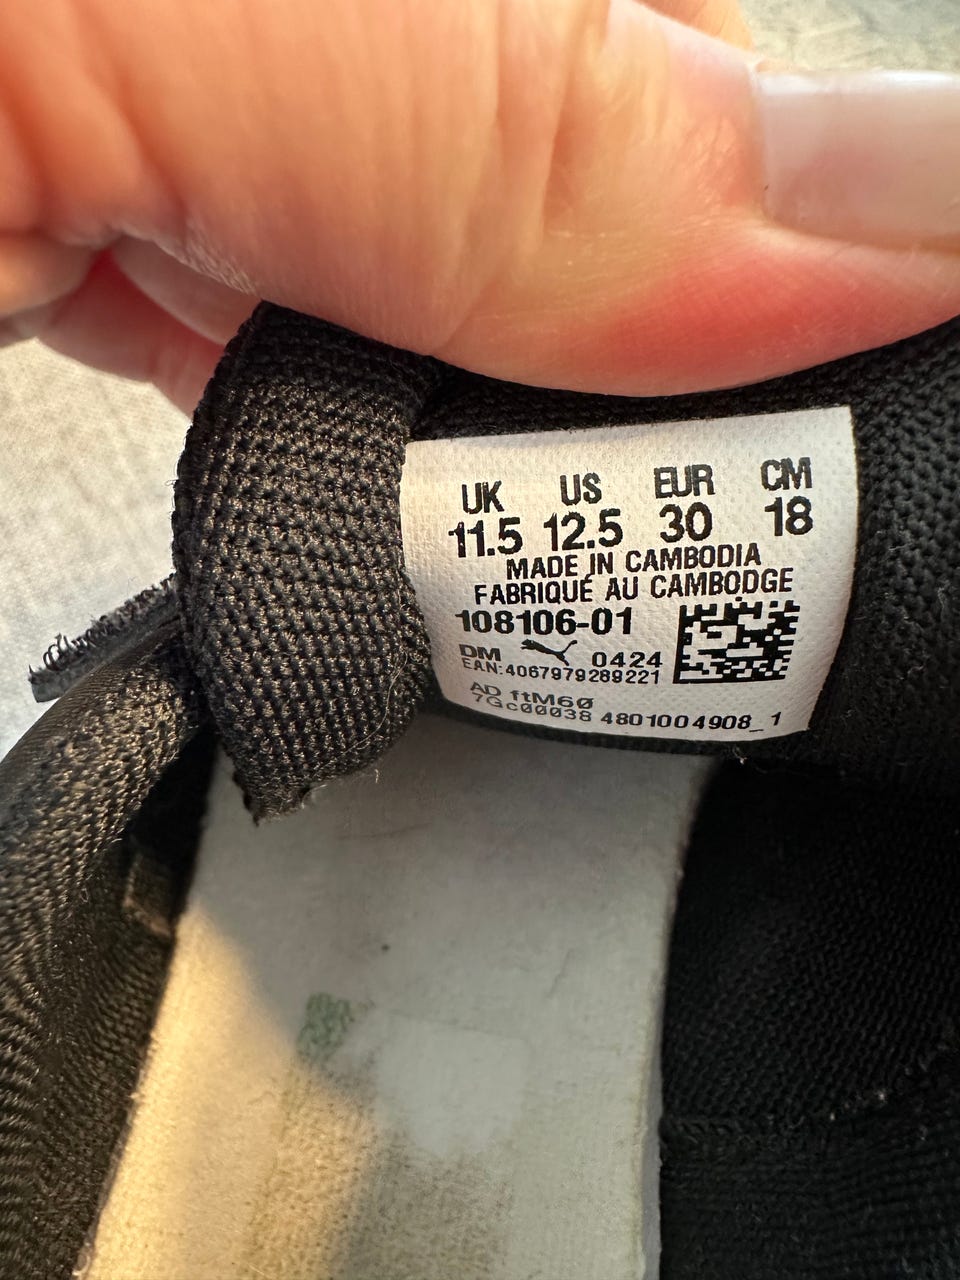 UK US EUR CM
11.5 12.5 30 18
MADE IN CAMBODIA
FABRIQUÉ AU CAMBODGE
108106-01
DM 0424
EAN:4067979289221
AD ftM60
7Gc00038 4801004908_1